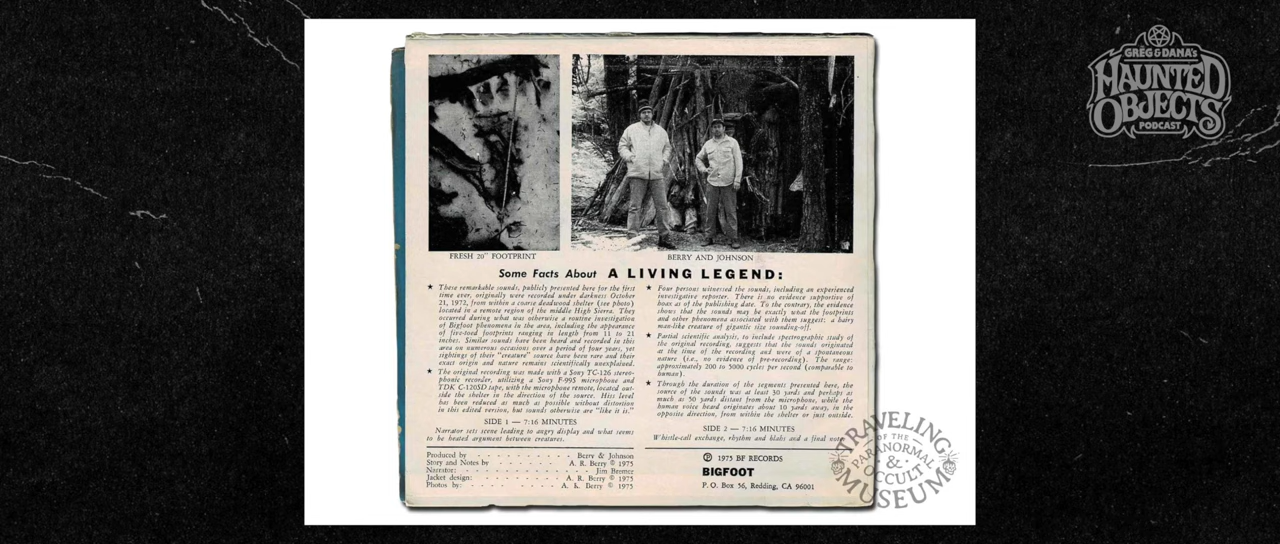 GREG & DANA's
HAUNTED
OBJECTS
PODCAST
FRESH 20" FOOTPRINT
BERRY AND JOHNSON
Some Facts About A LIVING LEGEND:
★ These remarkable sounds, publicly presented here for the first
time ever, originally were recorded under darkness October
21, 1972, from within a coarse deadwood shelter (see photo)
located in a remote region of the middle High Sierra. They
occurred during what was otherwise a routine investigation
of Bigfoot phenomena in the area, including the appearance
of five-toed footprints ranging in length from 11 to 21
inches. Similar sounds have been heard and recorded in this
area on numerous occasions over a period of four years, yet
sightings of their "creature" source have been rare and their
exact origin and nature remains scientifically unexplained.
★ The original recording was made with a Sony TC-126 stereo-
phonic recorder, utilizing a Sony F-99S microphone and
TDK C-120SD tape, with the microphone remote, located out-
side the shelter in the direction of the source. Hiss level
has been reduced as much as possible without distortion
in this edited version, but sounds otherwise are "like it is."
SIDE 1 — 7:16 MINUTES
Narrator sets scene leading to angry display and what seems
to be heated argument between creatures.
Produced by - - - - - - - - - - Berry & Johnson
Story and Notes by - - - - - - A. R. Berry © 1975
Narrator: - - - - - - - - - - - Jim Bremer
Jacket design: - - - - - - - - A. R. Berry © 1975
Photos by: - - - - - - - - - - A. R. Berry © 1975
★ Four persons witnessed the sounds, including an experienced
investigative reporter. There is no evidence supportive of
hoax as of the publishing date. To the contrary, the evidence
shows that the sounds may be exactly what the footprints
and other phenomena associated with them suggest: a hairy
man-like creature of gigantic size sounding-off.
★ Partial scientific analysis, to include spectrographic study of
the original recording, suggests that the sounds originated
at the time of the recording and were of a spontaneous
nature (i.e., no evidence of pre-recording). The range:
approximately 200 to 5000 cycles per second (comparable to
human).
★ Through the duration of the segments presented here, the
source of the sounds was at least 30 yards and perhaps as
much as 50 yards distant from the microphone, while the
human voice heard originates about 10 yards away, in the
opposite direction, from within the shelter or just outside.
SIDE 2 — 7:16 MINUTES
Whistle-call exchange, rhythm and blahs and a final note.
℗ 1975 BF RECORDS
BIGFOOT
P. O. Box 56, Redding, CA 96001
TRAVELING
OF THE
PARANORMAL
&
OCCULT
MUSEUM